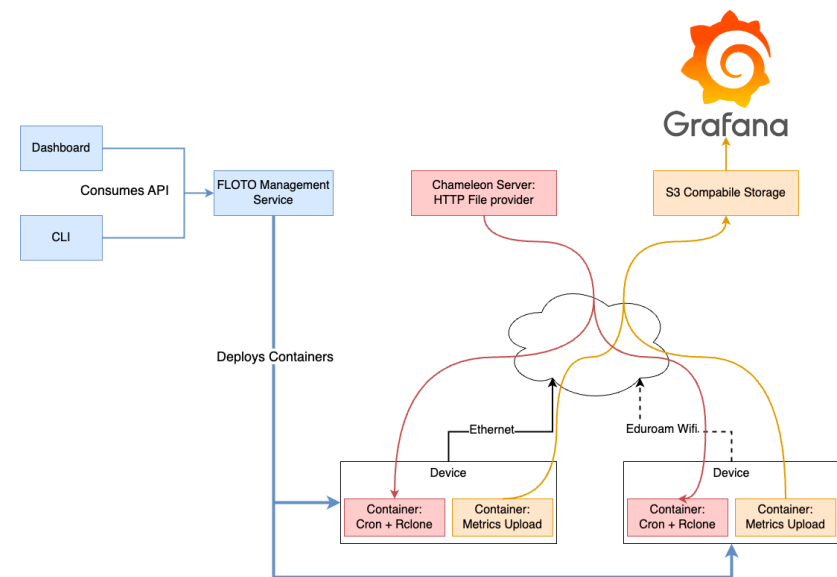 Grafana
Dashboard
Consumes API
CLI
FLOTO Management
Service
Chameleon Server:
HTTP File provider
S3 Compabile Storage
Deploys Containers
Ethernet
Eduroam Wifi
Device
Container:
Cron + Rclone
Container:
Metrics Upload
Device
Container:
Cron + Rclone
Container:
Metrics Upload